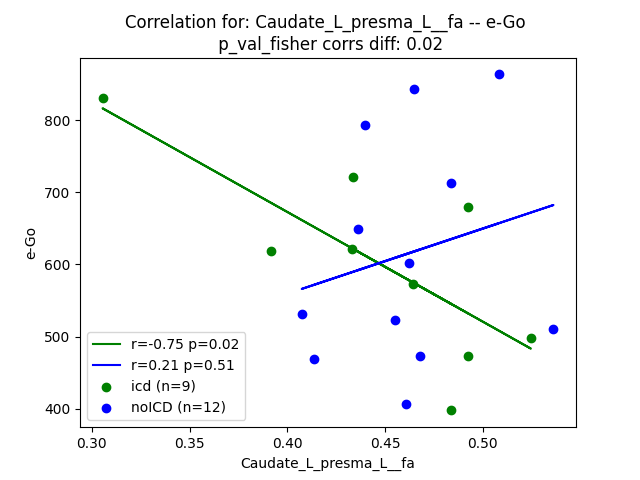 Correlation for: Caudate_L_presma_L__fa -- e-Go
p_val_fisher corrs diff: 0.02
e-Go
800
700
600
500
400
r=-0.75 p=0.02
r=0.21 p=0.51
icd (n=9)
noICD (n=12)
0.30 0.35 0.40 0.45 0.50
Caudate_L_presma_L__fa